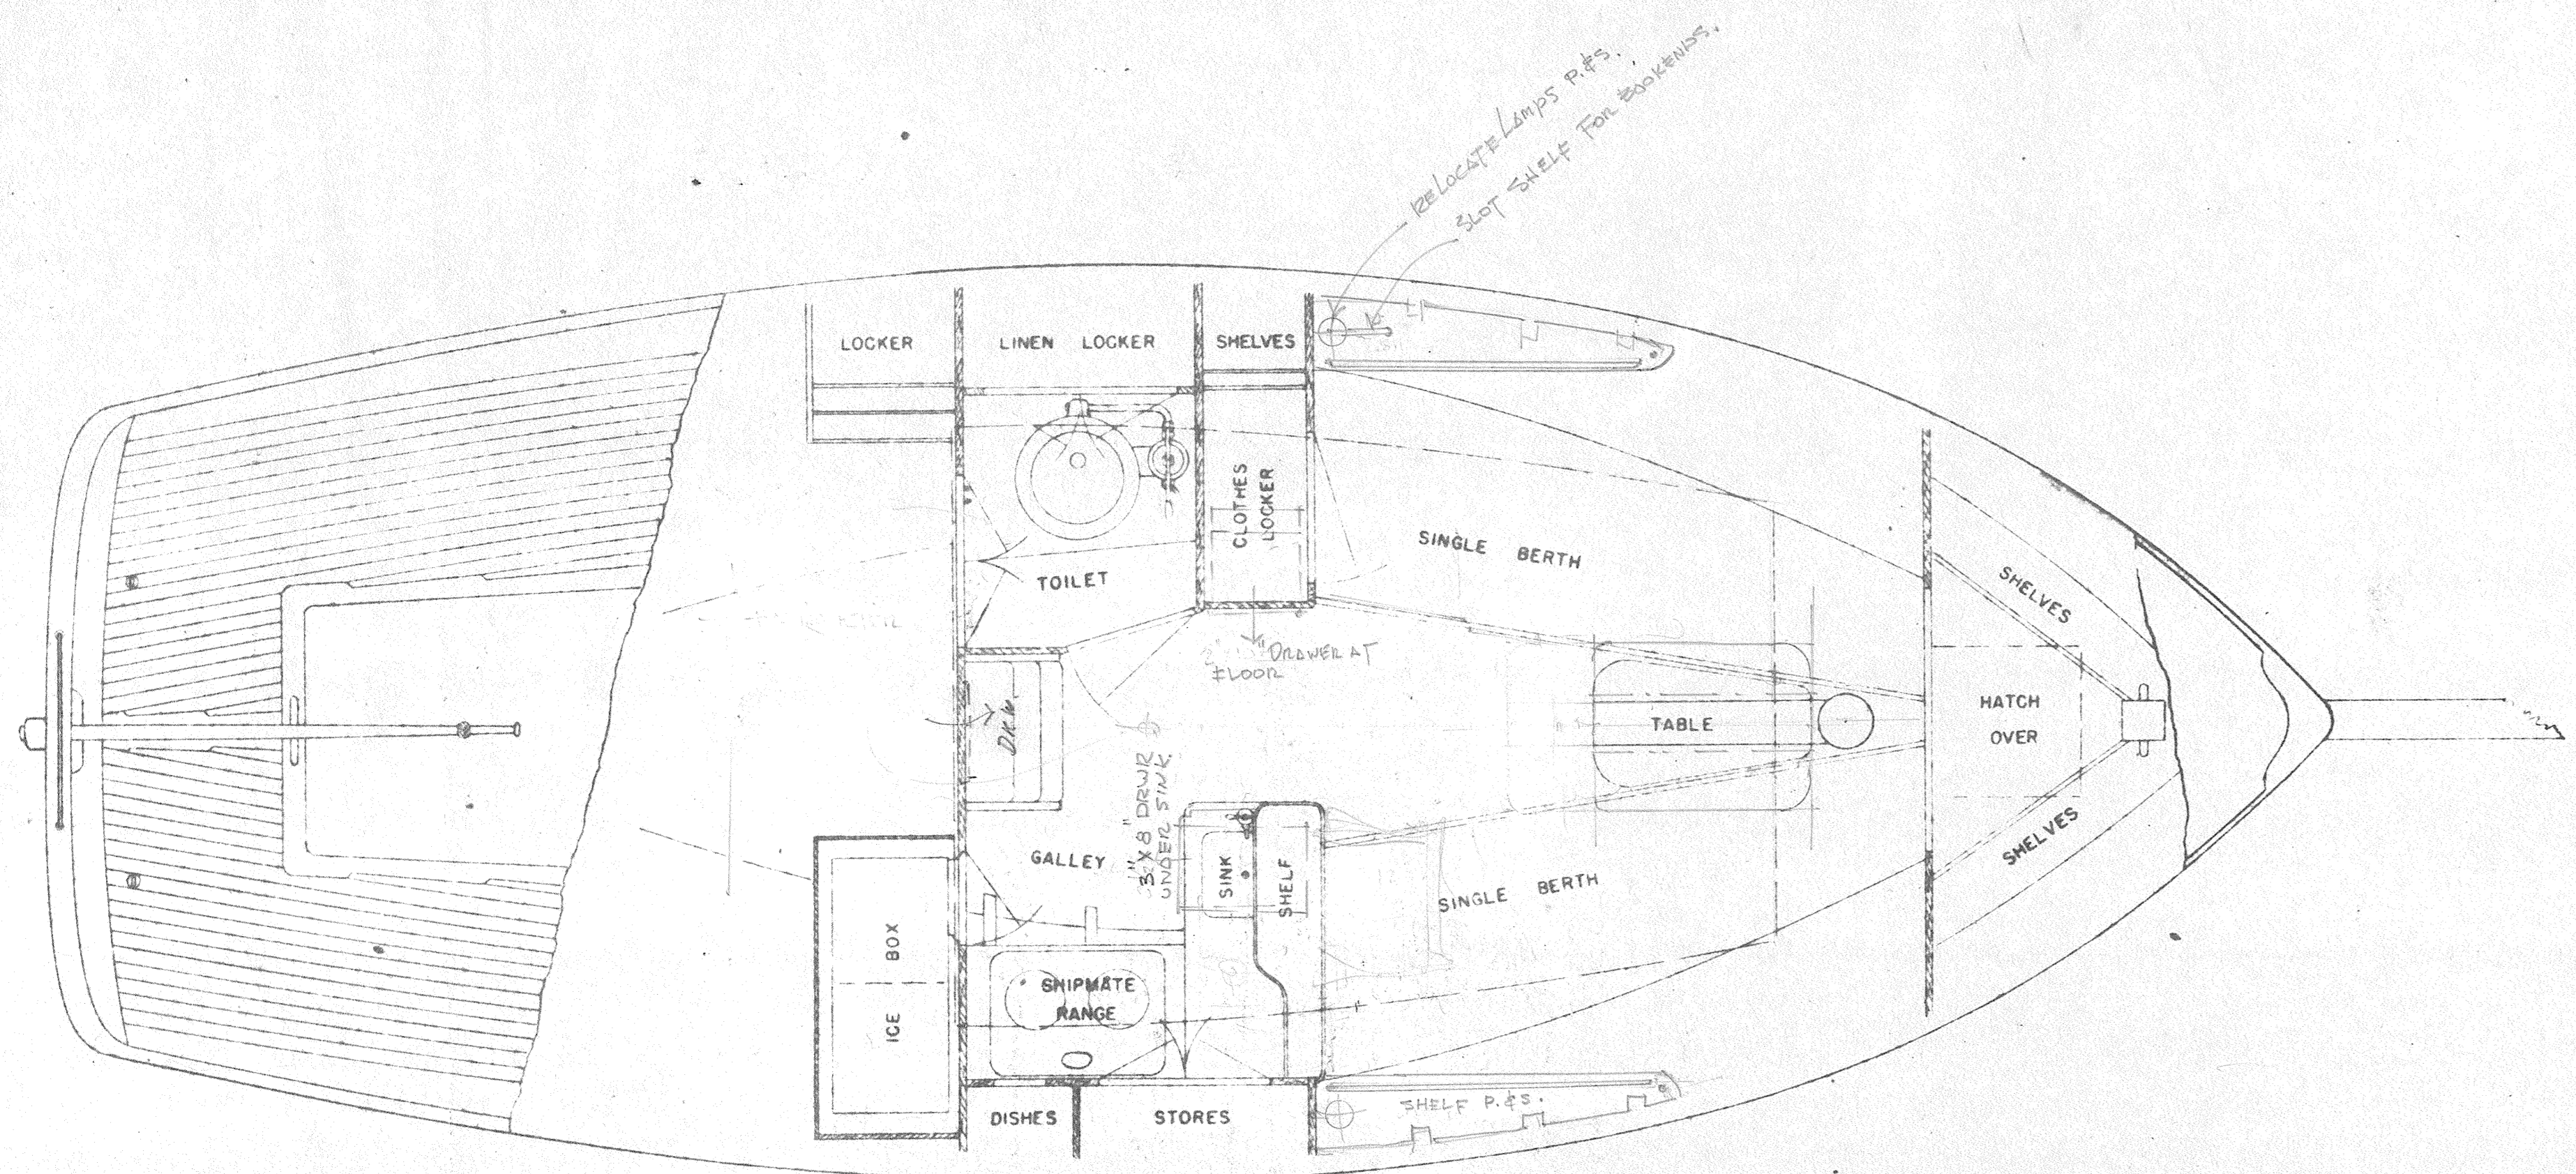 RELOCATE LAMPS P.&S.
SLOT SHELF FOR BOOKENDS.
LOCKER
LINEN LOCKER
SHELVES
CLOTHES
LOCKER
SINGLE BERTH
TOILET
SHELVES
"DRAWER AT
FLOOR
DRW.
TABLE
HATCH
OVER
3"X8" DRWR
UNDER SINK
GALLEY
SINK
SHELF
SINGLE BERTH
SHELVES
ICE BOX
SHIPMATE
RANGE
DISHES
STORES
SHELF P.&S.